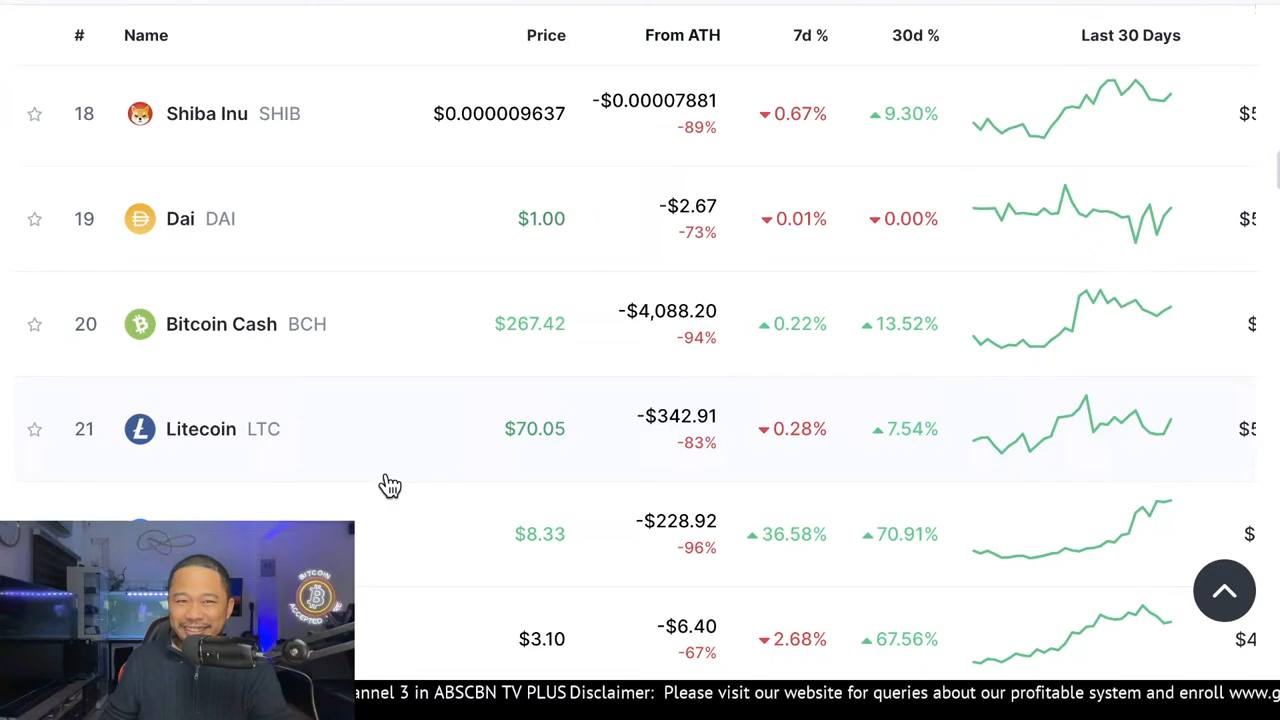 # Name Price From ATH 7d % 30d % Last 30 Days
18 Shiba Inu SHIB $0.000009637 -$0.00007881 0.67% 9.30%
-89%
19 Dai DAI $1.00 -$2.67 0.01% 0.00%
-73%
20 Bitcoin Cash BCH $267.42 -$4,088.20 0.22% 13.52%
-94%
21 Litecoin LTC $70.05 -$342.91 0.28% 7.54%
-83%
$8.33 -$228.92 36.58% 70.91%
-96%
$3.10 -$6.40 2.68% 67.56%
-67%
BITCOIN
ACCEPTED
annel 3 in ABSCBN TV PLUS Disclaimer: Please visit our website for queries about our profitable system and enroll www.g